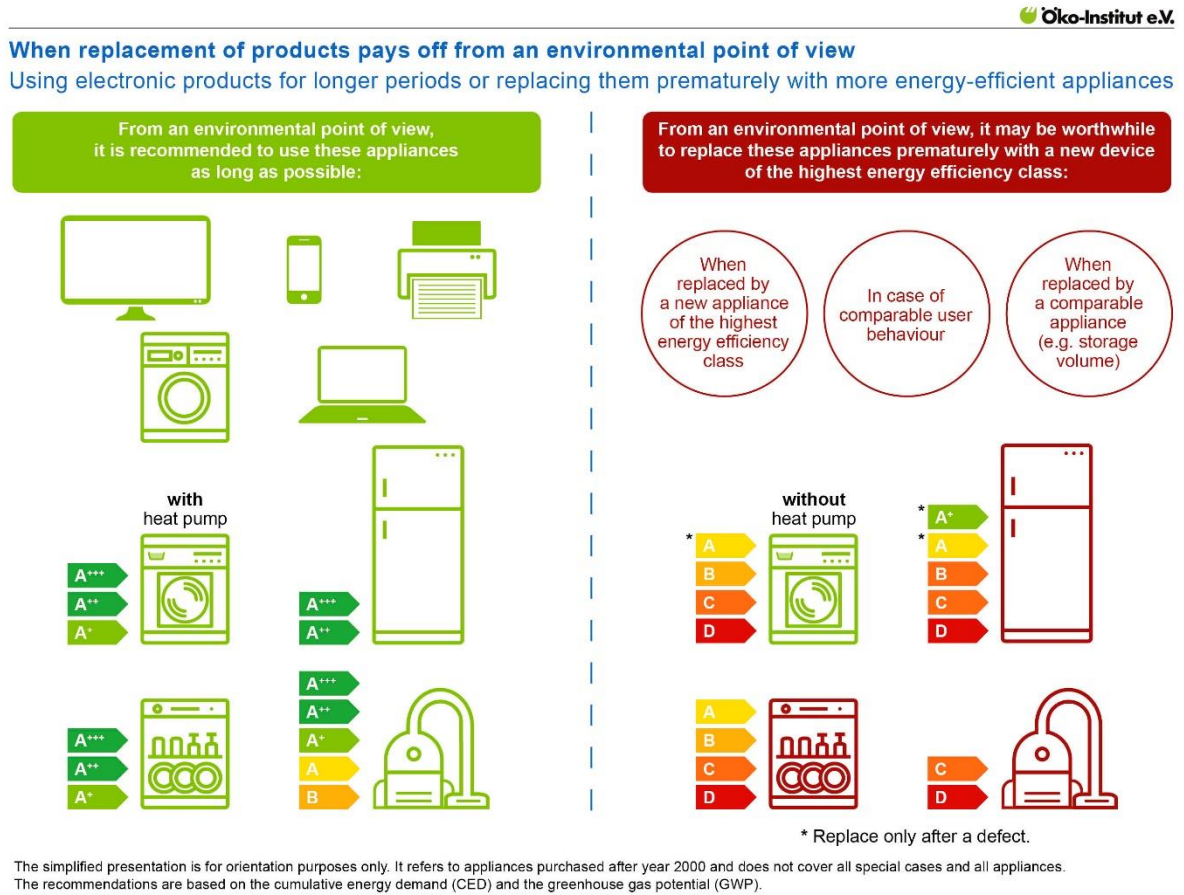 Öko-Institut e.V.
When replacement of products pays off from an environmental point of view
Using electronic products for longer periods or replacing them prematurely with more energy-efficient appliances
From an environmental point of view,
it is recommended to use these appliances
as long as possible:
with
heat pump
A+++
A++
A+
A+++
A++
A+++
A++
A+
A+++
A++
A+
A
B
From an environmental point of view, it may be worthwhile
to replace these appliances prematurely with a new device
of the highest energy efficiency class:
When
replaced by
a new appliance
of the highest
energy efficiency
class
In case of
comparable user
behaviour
When
replaced by
a comparable
appliance
(e.g. storage
volume)
without
heat pump
* A
B
C
D
* A+
* A
B
C
D
A
B
C
D
C
D
* Replace only after a defect.
The simplified presentation is for orientation purposes only. It refers to appliances purchased after year 2000 and does not cover all special cases and all appliances.
The recommendations are based on the cumulative energy demand (CED) and the greenhouse gas potential (GWP).